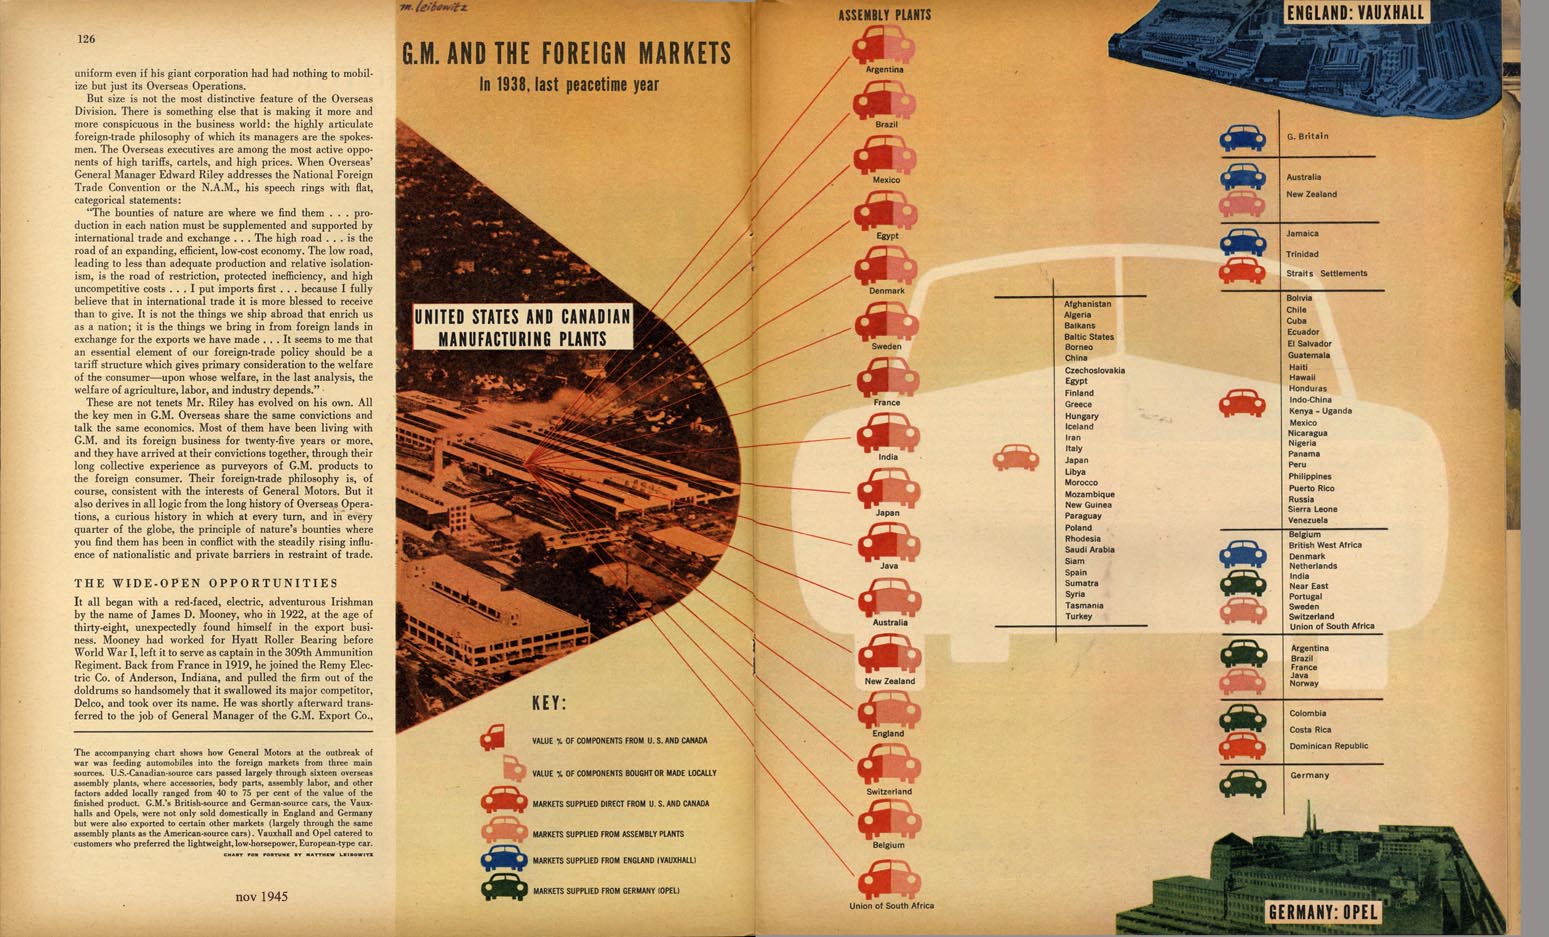 126
uniform even if his giant corporation had had nothing to mobil-
ize but just its Overseas Operations.
But size is not the most distinctive feature of the Overseas
Division. There is something else that is making it more and
more conspicuous in the business world: the highly articulate
foreign-trade philosophy of which its managers are the spokes-
men. The Overseas executives are among the most active oppo-
nents of high tariffs, cartels, and high prices. When Overseas'
General Manager Edward Riley addresses the National Foreign
Trade Convention or the N.A.M., his speech rings with flat,
categorical statements:
"The bounties of nature are where we find them . . . pro-
duction in each nation must be supplemented and supported by
international trade and exchange . . . The high road . . . is the
road of an expanding, efficient, low-cost economy. The low road,
leading to less than adequate production and relative isolation-
ism, is the road of restriction, protected inefficiency, and high
uncompetitive costs . . . I put imports first . . . because I fully
believe that in international trade it is more blessed to receive
than to give. It is not the things we ship abroad that enrich us
as a nation; it is the things we bring in from foreign lands in
exchange for the exports we have made . . . It seems to me that
an essential element of our foreign-trade policy should be a
tariff structure which gives primary consideration to the welfare
of the consumer—upon whose welfare, in the last analysis, the
welfare of agriculture, labor, and industry depends."
These are not tenets Mr. Riley has evolved on his own. All
the key men in G.M. Overseas share the same convictions and
talk the same economics. Most of them have been living with
G.M. and its foreign business for twenty-five years or more,
and they have arrived at their convictions together, through their
long collective experience as purveyors of G.M. products to
the foreign consumer. Their foreign-trade philosophy is, of
course, consistent with the interests of General Motors. But it
also derives in all logic from the long history of Overseas Opera-
tions, a curious history in which at every turn, and in every
quarter of the globe, the principle of nature's bounties where
you find them has been in conflict with the steadily rising influ-
ence of nationalistic and private barriers in restraint of trade.
THE WIDE-OPEN OPPORTUNITIES
It all began with a red-faced, electric, adventurous Irishman
by the name of James D. Mooney, who in 1922, at the age of
thirty-eight, unexpectedly found himself in the export busi-
ness. Mooney had worked for Hyatt Roller Bearing before
World War I, left it to serve as captain in the 309th Ammunition
Regiment. Back from France in 1919, he joined the Remy Elec-
tric Co. of Anderson, Indiana, and pulled the firm out of the
doldrums so handsomely that it swallowed its major competitor,
Delco, and took over its name. He was shortly afterward trans-
ferred to the job of General Manager of the G.M. Export Co.,
The accompanying chart shows how General Motors at the outbreak of
war was feeding automobiles into the foreign markets from three main
sources. U.S.-Canadian-source cars passed largely through sixteen overseas
assembly plants, where accessories, body parts, assembly labor, and other
factors added locally ranged from 40 to 75 per cent of the value of the
finished product. G.M.'s British-source and German-source cars, the Vaux-
halls and Opels, were not only sold domestically in England and Germany
but were also exported to certain other markets (largely through the same
assembly plants as the American-source cars). Vauxhall and Opel catered to
customers who preferred the lightweight, low-horsepower, European-type car.
CHART FOR FORTUNE BY MATTHEW LEIBOWITZ
nov 1945
m. leibowitz
G.M. AND THE FOREIGN MARKETS
In 1938, last peacetime year
UNITED STATES AND CANADIAN
MANUFACTURING PLANTS
KEY:
VALUE % OF COMPONENTS FROM U. S. AND CANADA
VALUE % OF COMPONENTS BOUGHT OR MADE LOCALLY
MARKETS SUPPLIED DIRECT FROM U. S. AND CANADA
MARKETS SUPPLIED FROM ASSEMBLY PLANTS
MARKETS SUPPLIED FROM ENGLAND (VAUXHALL)
MARKETS SUPPLIED FROM GERMANY (OPEL)
ASSEMBLY PLANTS
Argentina
Brazil
Mexico
Egypt
Denmark
Sweden
France
India
Japan
Java
Australia
New Zealand
England
Switzerland
Belgium
Union of South Africa
Afghanistan
Algeria
Balkans
Baltic States
Borneo
China
Czechoslovakia
Egypt
Finland
Greece
Hungary
Iceland
Iran
Italy
Japan
Libya
Morocco
Mozambique
New Guinea
Paraguay
Poland
Rhodesia
Saudi Arabia
Siam
Spain
Sumatra
Syria
Tasmania
Turkey
ENGLAND: VAUXHALL
G. Britain
Australia
New Zealand
Jamaica
Trinidad
Straits Settlements
Bolivia
Chile
Cuba
Ecuador
El Salvador
Guatemala
Haiti
Hawaii
Honduras
Indo-China
Kenya - Uganda
Mexico
Nicaragua
Nigeria
Panama
Peru
Philippines
Puerto Rico
Russia
Sierra Leone
Venezuela
Belgium
British West Africa
Denmark
Netherlands
India
Near East
Portugal
Sweden
Switzerland
Union of South Africa
Argentina
Brazil
France
Java
Norway
Colombia
Costa Rica
Dominican Republic
Germany
GERMANY: OPEL